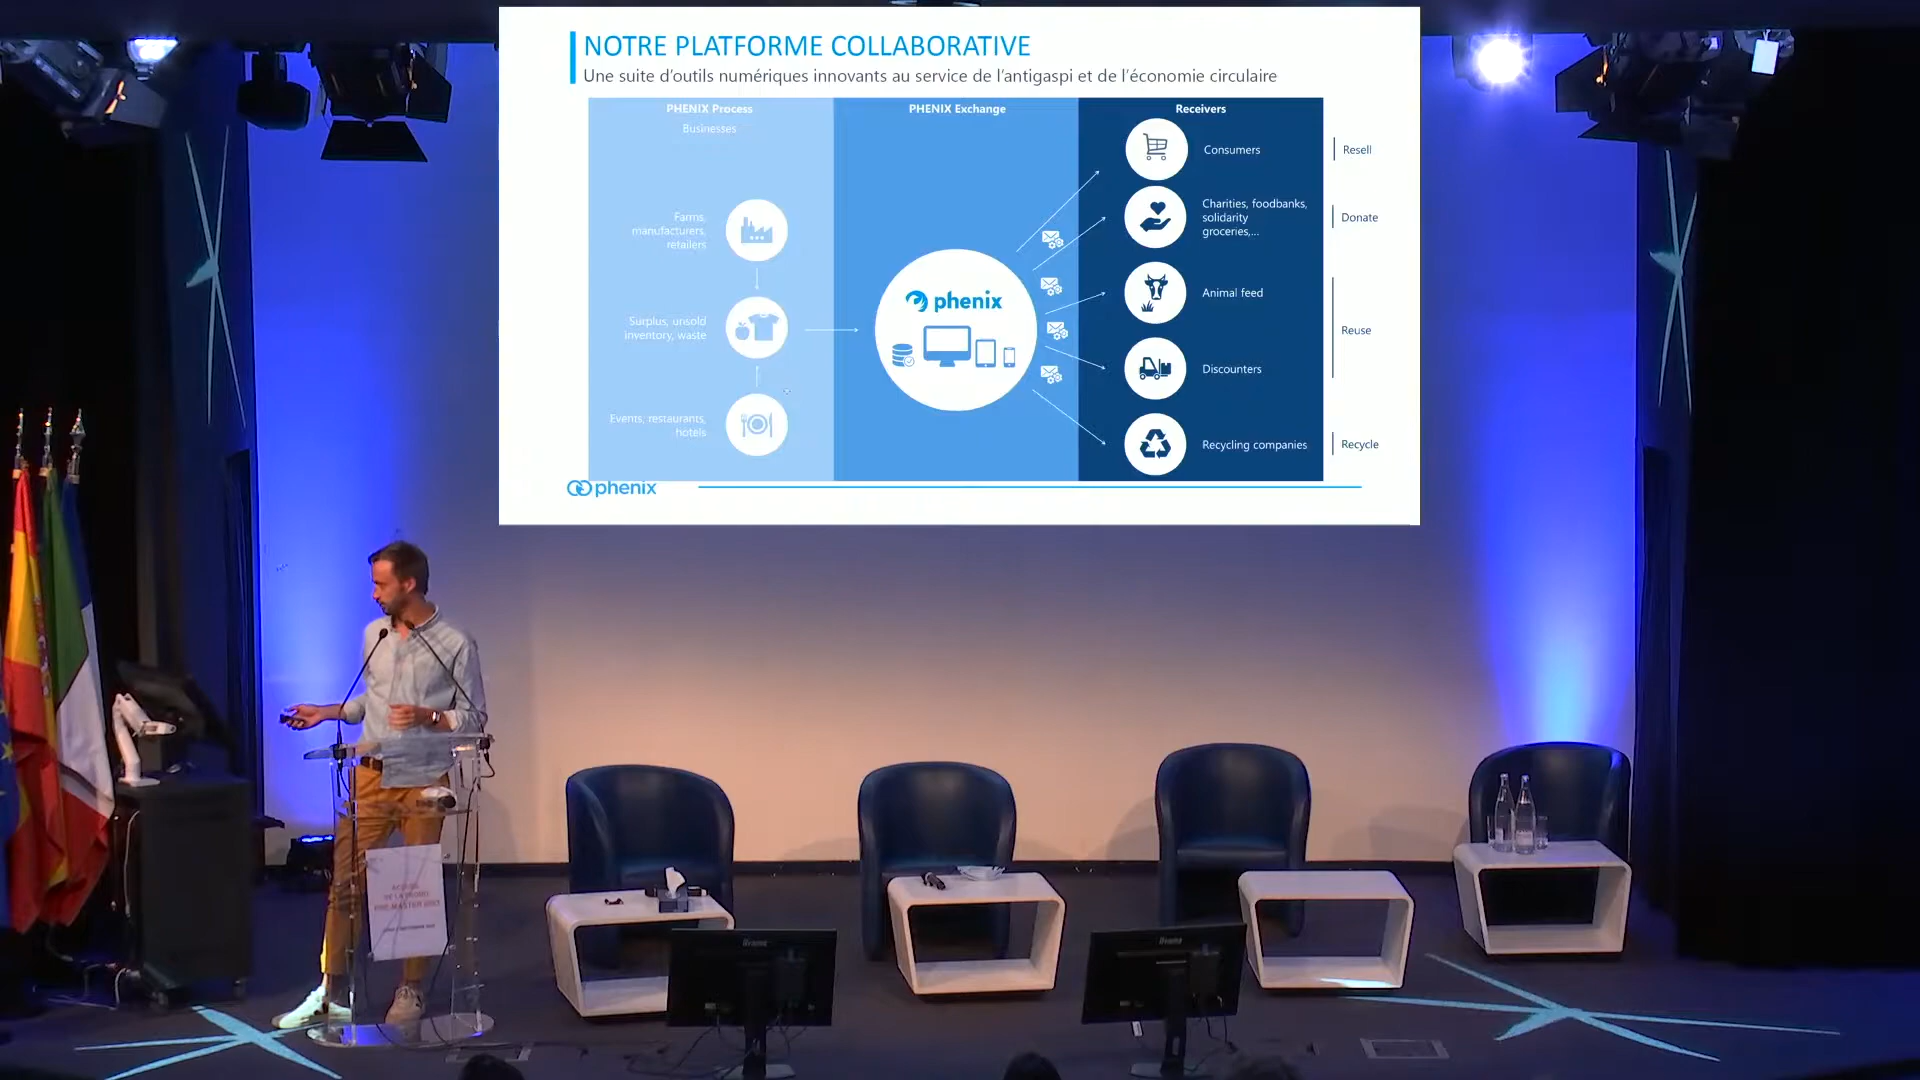 NOTRE PLATFORME COLLABORATIVE
Une suite d'outils numériques innovants au service de l'antigaspi et de l'économie circulaire
PHENIX Process
Businesses
Farms,
manufacturers,
retailers
Surplus, unsold
inventory, waste
Events, restaurants,
hotels
PHENIX Exchange
phenix
Receivers
Consumers
Charities, foodbanks,
solidarity
groceries,...
Animal feed
Discounters
Recycling companies
Resell
Donate
Reuse
Recycle
phenix